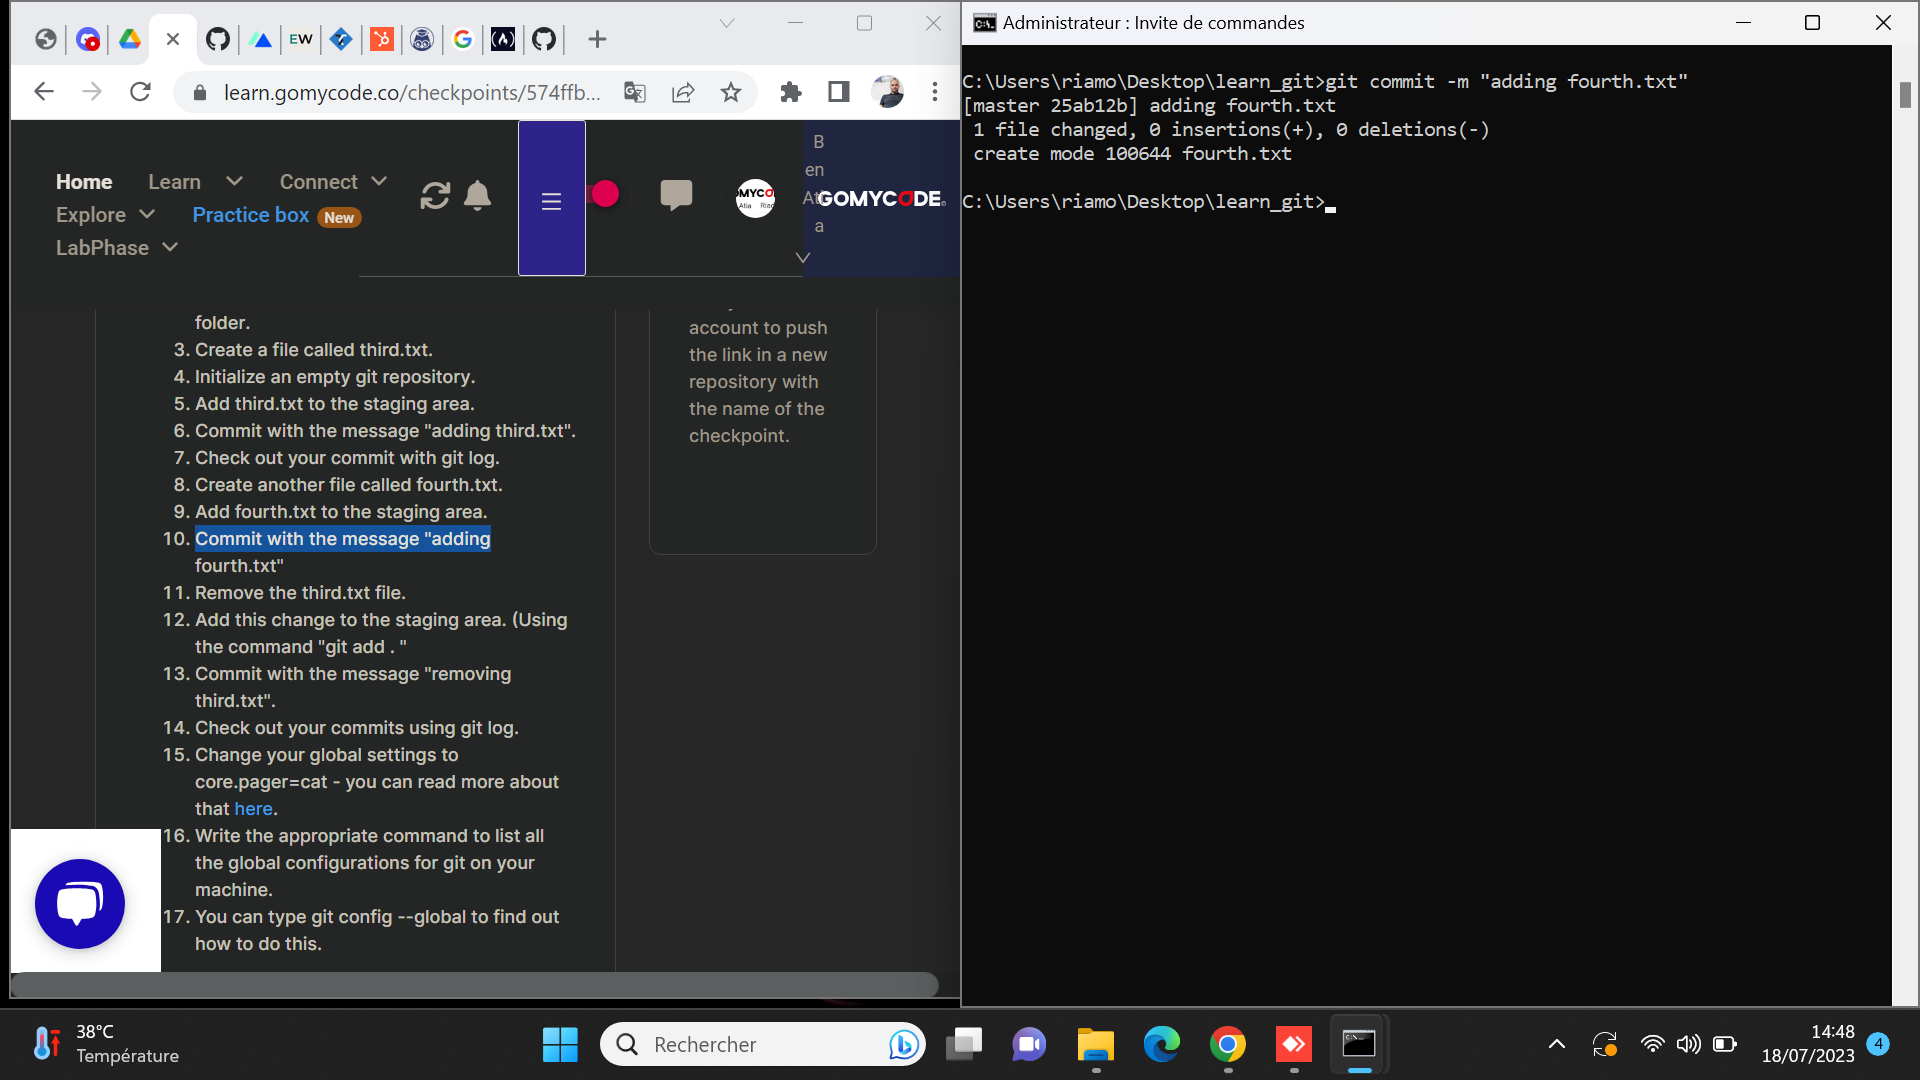 EW
learn.gomycode.co/checkpoints/574ffb...
Home
Learn
Connect
Explore
Practice box
New
LabPhase
B
en
a
GOMYCODE
folder.
3. Create a file called third.txt.
4. Initialize an empty git repository.
5. Add third.txt to the staging area.
6. Commit with the message "adding third.txt".
7. Check out your commit with git log.
8. Create another file called fourth.txt.
9. Add fourth.txt to the staging area.
10. Commit with the message "adding
fourth.txt"
11. Remove the third.txt file.
12. Add this change to the staging area. (Using
the command "git add . "
13. Commit with the message "removing
third.txt".
14. Check out your commits using git log.
15. Change your global settings to
core.pager=cat - you can read more about
that here.
16. Write the appropriate command to list all
the global configurations for git on your
machine.
17. You can type git config --global to find out
how to do this.
account to push
the link in a new
repository with
the name of the
checkpoint.
Administrateur : Invite de commandes
C:\Users\riamo\Desktop\learn_git>git commit -m "adding fourth.txt"
[master 25ab12b] adding fourth.txt
1 file changed, 0 insertions(+), 0 deletions(-)
create mode 100644 fourth.txt
C:\Users\riamo\Desktop\learn_git>
38°C
Température
Rechercher
14:48
18/07/2023
4